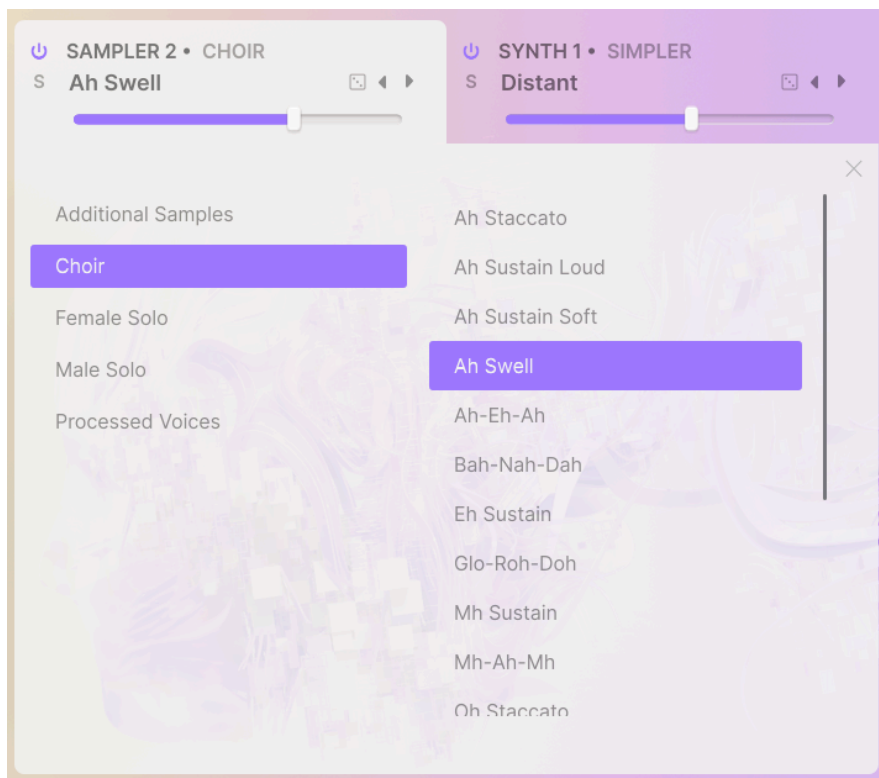 SAMPLER 2 • CHOIR
S Ah Swell
SYNTH 1 • SIMPLER
S Distant
Additional Samples
Choir
Female Solo
Male Solo
Processed Voices
Ah Staccato
Ah Sustain Loud
Ah Sustain Soft
Ah Swell
Ah-Eh-Ah
Bah-Nah-Dah
Eh Sustain
Glo-Roh-Doh
Mh Sustain
Mh-Ah-Mh
Oh Staccato